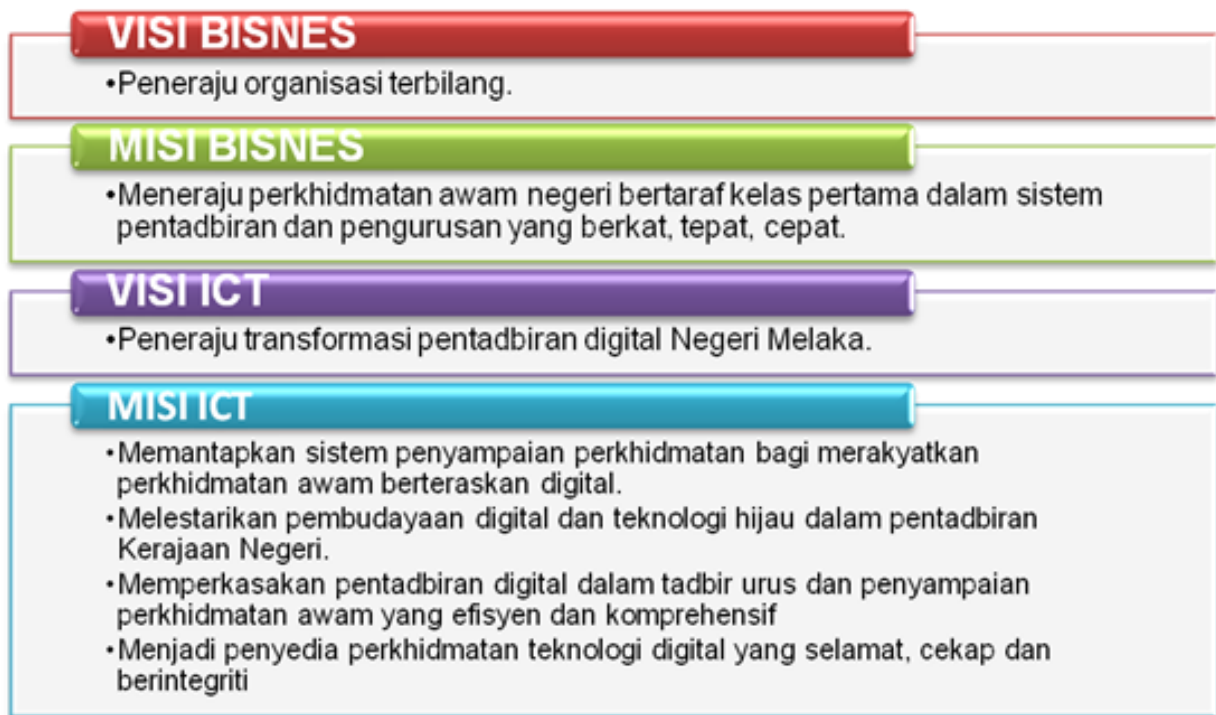 VISI BISNES
•Peneraju organisasi terbilang.
MISI BISNES
•Meneraju perkhidmatan awam negeri bertaraf kelas pertama dalam sistem
pentadbiran dan pengurusan yang berkat, tepat, cepat.
VISI ICT
•Peneraju transformasi pentadbiran digital Negeri Melaka.
MISI ICT
•Memantapkan sistem penyampaian perkhidmatan bagi merakyatkan
perkhidmatan awam berteraskan digital.
•Melestarikan pembudayaan digital dan teknologi hijau dalam pentadbiran
Kerajaan Negeri.
•Memperkasakan pentadbiran digital dalam tadbir urus dan penyampaian
perkhidmatan awam yang efisyen dan komprehensif
•Menjadi penyedia perkhidmatan teknologi digital yang selamat, cekap dan
berintegriti